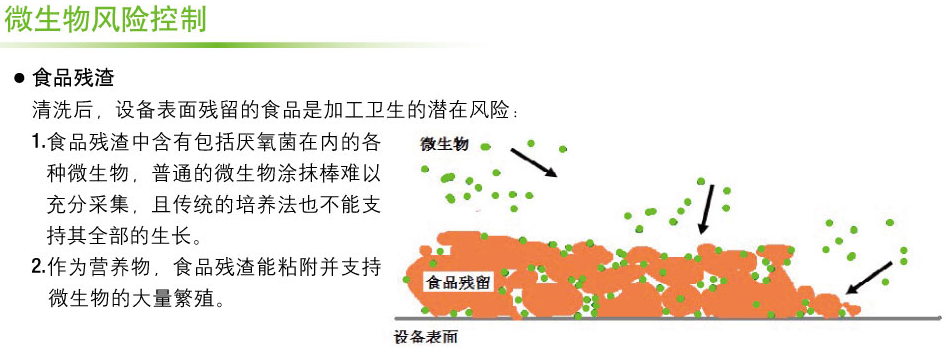 微生物风险控制
● 食品残渣
清洗后，设备表面残留的食品是加工卫生的潜在风险：
1.食品残渣中含有包括厌氧菌在内的各
种微生物，普通的微生物涂抹棒难以
充分采集，且传统的培养法也不能支
持其全部的生长。
2.作为营养物，食品残渣能粘附并支持
微生物的大量繁殖。
微生物
食品残留
设备表面